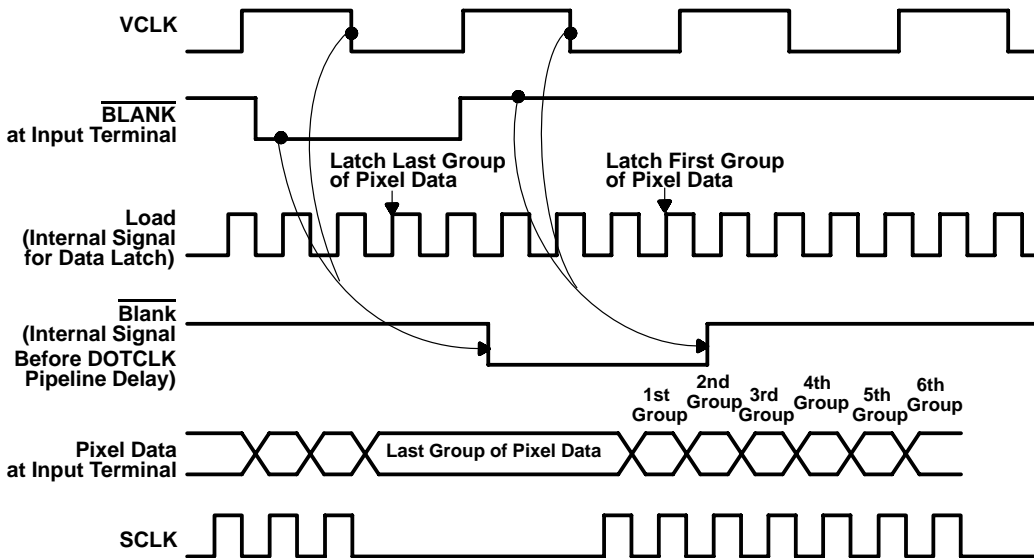 VCLK
BLANK
at Input Terminal
Latch Last Group
of Pixel Data
Latch First Group
of Pixel Data
Load
(Internal Signal
for Data Latch)
Blank
(Internal Signal
Before DOTCLK
Pipeline Delay)
1st
Group
2nd
Group
3rd
Group
4th
Group
5th
Group
6th
Group
Pixel Data
at Input Terminal
Last Group of Pixel Data
SCLK